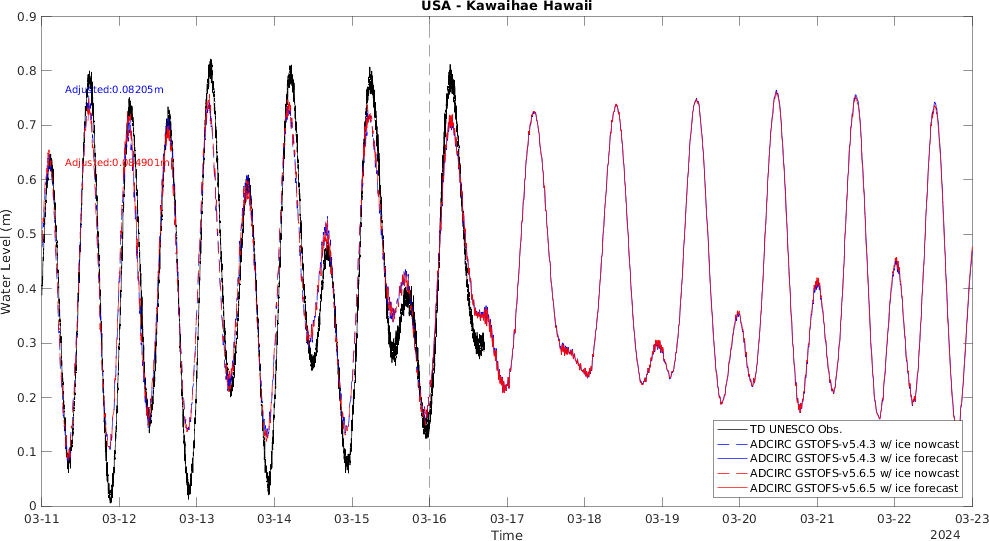 USA - Kawaihae Hawaii
0.9
0.8
0.7
0.6
0.5
0.4
0.3
0.2
0.1
0
Water Level (m)
Adjusted:0.08205m
Adjusted:0.084901m
TD UNESCO Obs.
ADCIRC GSTOFS-v5.4.3 w/ ice nowcast
ADCIRC GSTOFS-v5.4.3 w/ ice forecast
ADCIRC GSTOFS-v5.6.5 w/ ice nowcast
ADCIRC GSTOFS-v5.6.5 w/ ice forecast
03-11 03-12 03-13 03-14 03-15 03-16 03-17 03-18 03-19 03-20 03-21 03-22 03-23
Time
2024